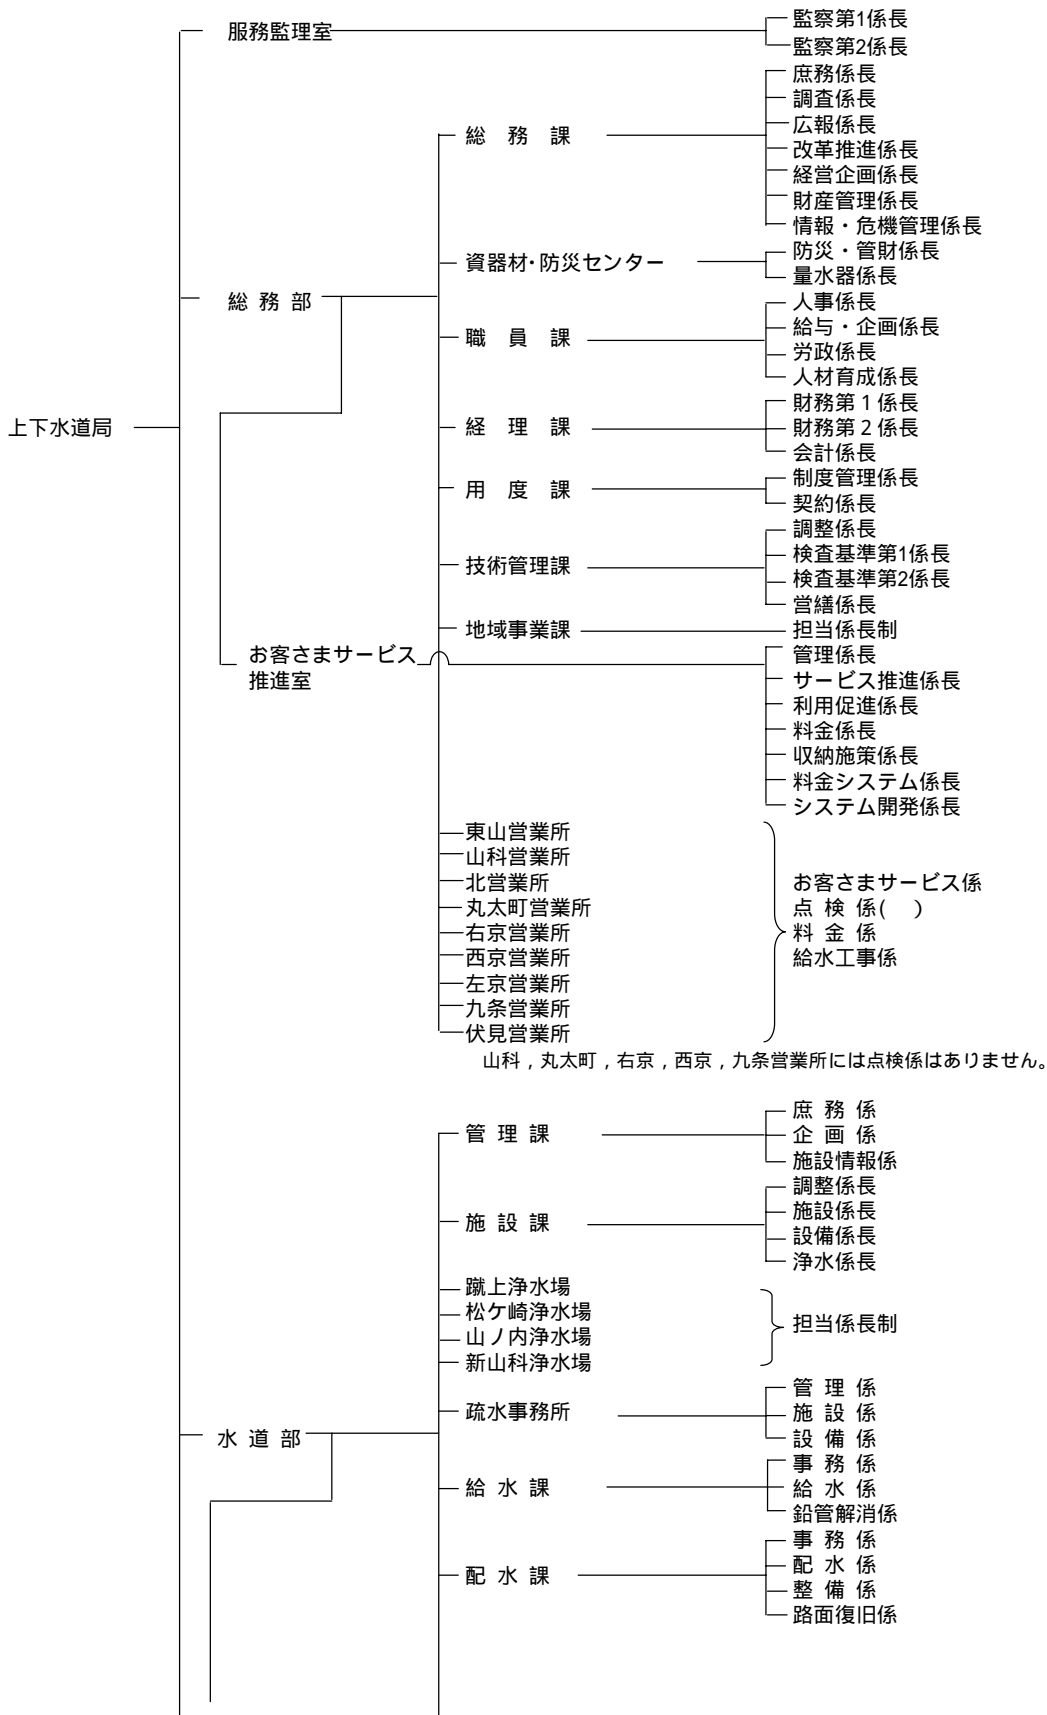 上下水道局
服務監理室
監察第1係長
監察第2係長
総務部
総務課
庶務係長
調査係長
広報係長
改革推進係長
経営企画係長
財産管理係長
情報・危機管理係長
資器材・防災センター
防災・管財係長
量水器係長
職員課
人事係長
給与・企画係長
労政係長
人材育成係長
経理課
財務第1係長
財務第2係長
会計係長
用度課
制度管理係長
契約係長
技術管理課
調整係長
検査基準第1係長
検査基準第2係長
営繕係長
地域事業課
担当係長制
お客さまサービス
推進室
管理係長
サービス推進係長
利用促進係長
料金係長
収納施策係長
料金システム係長
システム開発係長
東山営業所
山科営業所
北営業所
丸太町営業所
右京営業所
西京営業所
左京営業所
九条営業所
伏見営業所
お客さまサービス係
点検係( )
料金係
給水工事係
山科,丸太町,右京,西京,九条営業所には点検係はありません。
水道部
管理課
庶務係
企画係
施設情報係
施設課
調整係長
施設係長
設備係長
浄水係長
蹴上浄水場
松ケ崎浄水場
山ノ内浄水場
新山科浄水場
担当係長制
疏水事務所
管理係
施設係
設備係
給水課
事務係
給水係
鉛管解消係
配水課
事務係
配水係
整備係
路面復旧係